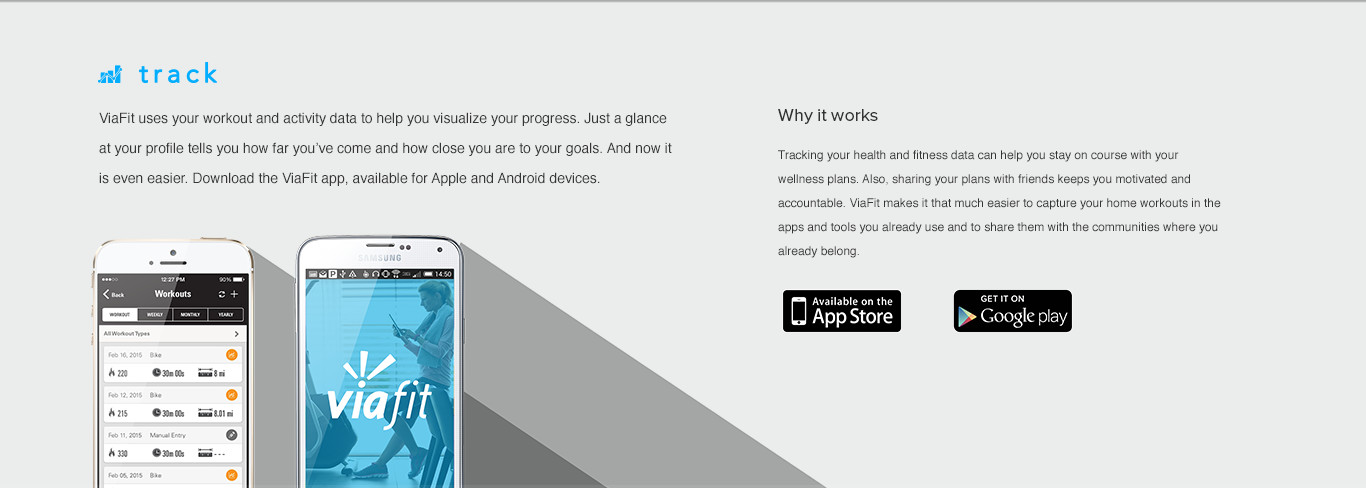 track
ViaFit uses your workout and activity data to help you visualize your progress. Just a glance
at your profile tells you how far you’ve come and how close you are to your goals. And now it
is even easier. Download the ViaFit app, available for Apple and Android devices.
Why it works
Tracking your health and fitness data can help you stay on course with your
wellness plans. Also, sharing your plans with friends keeps you motivated and
accountable. ViaFit makes it that much easier to capture your home workouts in the
apps and tools you already use and to share them with the communities where you
already belong.
Available on the
App Store
GET IT ON
Google play
12:27 PM 90%
Back Workouts
WORKOUT WEEKLY MONTHLY YEARLY
All Workout Types
Feb 16, 2015 Bike
220 30m 00s 8 mi
Feb 12, 2015 Bike
215 30m 00s 8.01 mi
Feb 11, 2015 Manual Entry
330 30m 00s ---
Feb 05, 2015 Bike
SAMSUNG
14:50
viafit